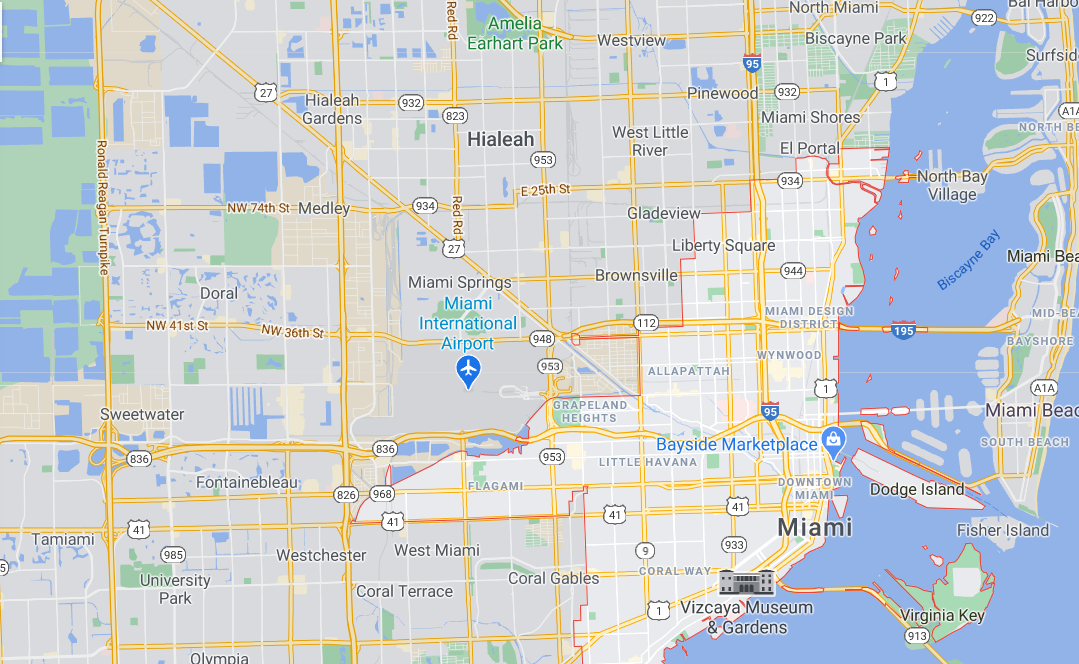 North Miami
Bal Harbo
922
Red Rd
Amelia
Earhart Park
Westview
Biscayne Park
Surfsid
95
27
1
Hialeah
Gardens
932
823
Pinewood
932
A1A
Miami Shores
NORTH BE
Hialeah
West Little
River
El Portal
953
Ronald Reagan Turnpike
E 25th St
934
North Bay
Village
NW 74th St
Medley
934
Red Rd
Gladeview
27
Liberty Square
Biscayne Bay
Miami Bea
944
Brownsville
Miami Springs
Doral
Miami
International
Airport
MIAMI DESIGN
DISTRICT
MID-BEA
NW 41st St
NW 36th St
112
195
948
BAYSHORE
WYNWOOD
953
ALLAPATTAH
1
A1A
GRAPELAND
HEIGHTS
95
Miami Beac
Sweetwater
SOUTH BEACH
836
Bayside Marketplace
836
953
LITTLE HAVANA
Fontainebleau
FLAGAMI
DOWNTOWN
MIAMI
Dodge Island
826
968
41
41
41
41
Miami
Fisher Island
Tamiami
985
Westchester
West Miami
9
933
5
University
Park
Coral Gables
CORAL WAY
Coral Terrace
1
Vizcaya Museum
& Gardens
Virginia Key
913
Olympia